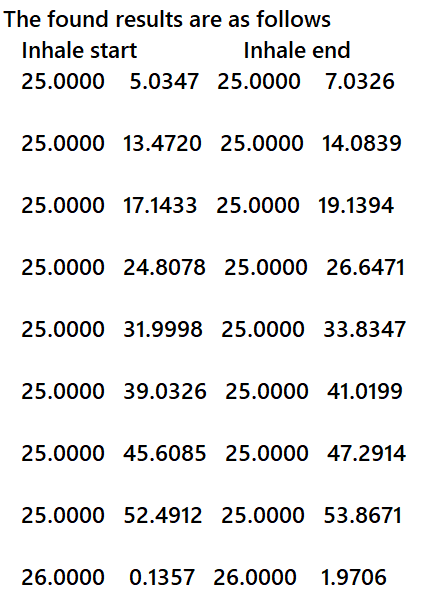 The found results are as follows
Inhale start Inhale end
25.0000 5.0347 25.0000 7.0326
25.0000 13.4720 25.0000 14.0839
25.0000 17.1433 25.0000 19.1394
25.0000 24.8078 25.0000 26.6471
25.0000 31.9998 25.0000 33.8347
25.0000 39.0326 25.0000 41.0199
25.0000 45.6085 25.0000 47.2914
25.0000 52.4912 25.0000 53.8671
26.0000 0.1357 26.0000 1.9706